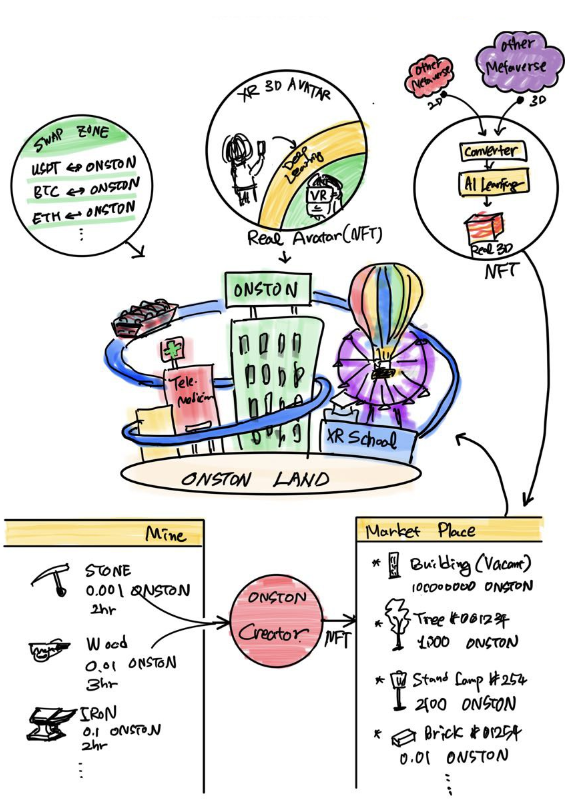 SWAP ZONE
USDT ↔ ONSTON
BTC ↔ ONSTON
ETH ↔ ONSTON
⋮
XR 3D AVATAR
Deep
Learning
VR
Real Avatar (NFT)
Other
Metaverse
2D
Other
Metaverse
3D
Converter
AI Learning
Real 3D
NFT
ONSTON
Tele.
Medicin
XR School
ONSTON LAND
Mine
STONE
0.001 ONSTON
2hr
Wood
0.01 ONSTON
3hr
IRON
0.1 ONSTON
2hr
⋮
ONSTON
Creator
NFT
Market Place
* Building (Vacant)
100000000 ONSTON
* Tree #001234
1,000 ONSTON
* Stand Lamp #254
2100 ONSTON
* Brick #01254
0.01 ONSTON
⋮